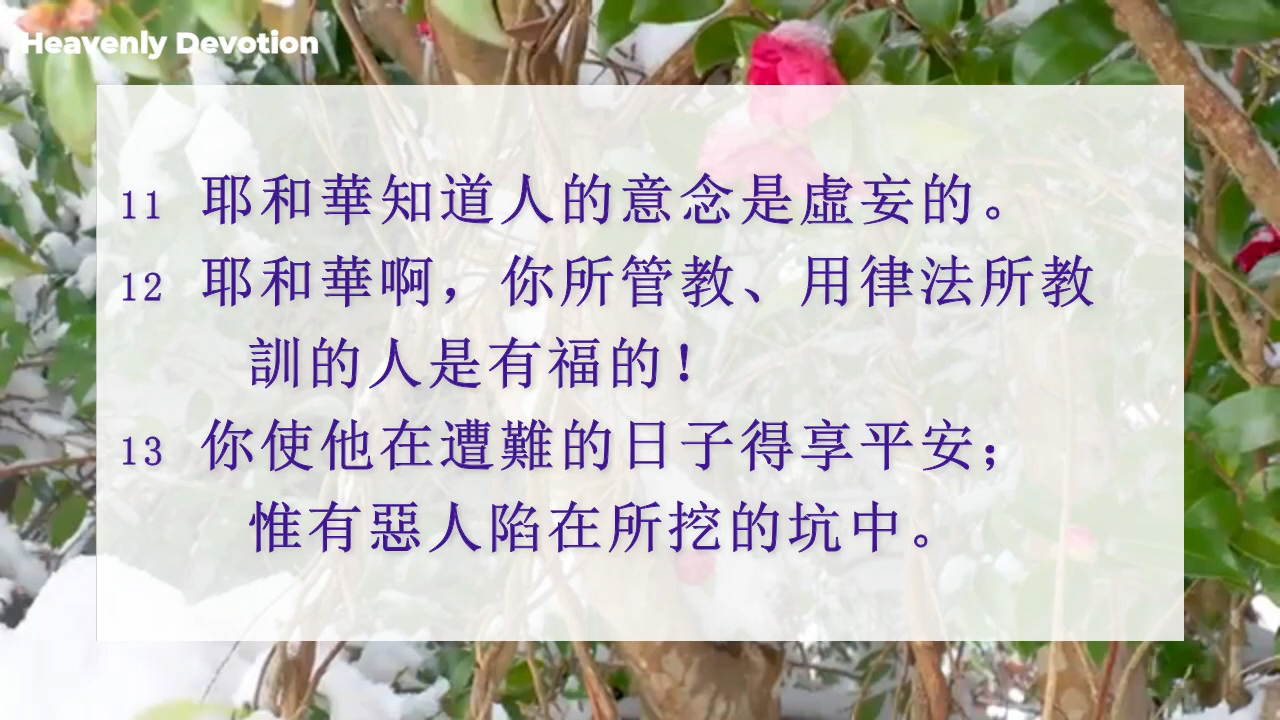 Heavenly Devotion
11 耶和華知道人的意念是虛妄的。
12 耶和華啊，你所管教、用律法所教
訓的人是有福的！
13 你使他在遭難的日子得享平安；
惟有惡人陷在所挖的坑中。